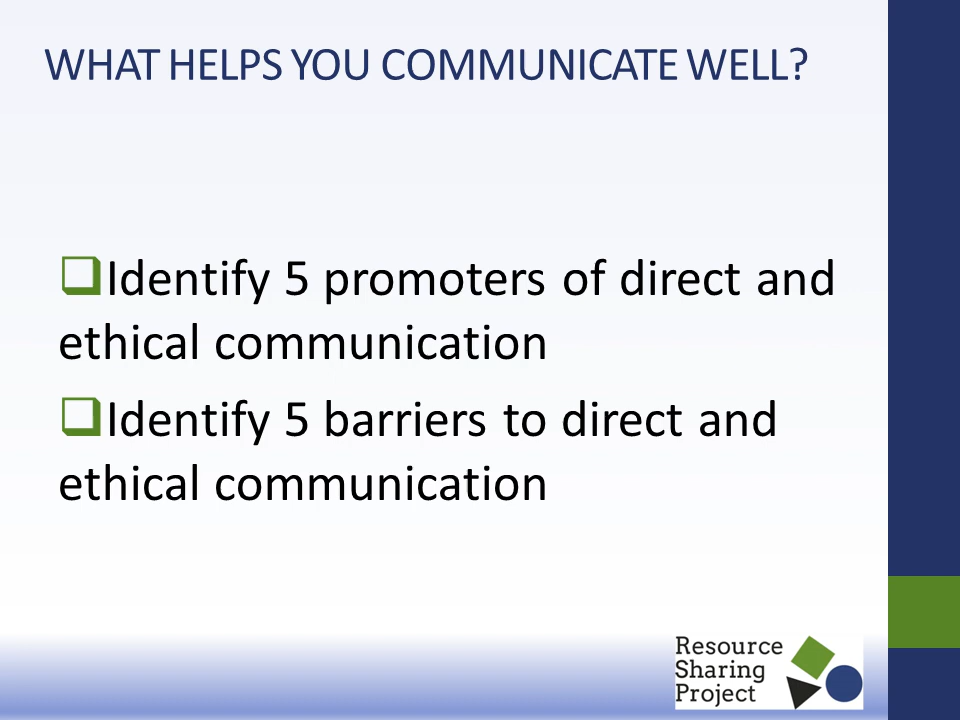 WHAT HELPS YOU COMMUNICATE WELL?
Identify 5 promoters of direct and
ethical communication
Identify 5 barriers to direct and
ethical communication
Resource
Sharing
Project